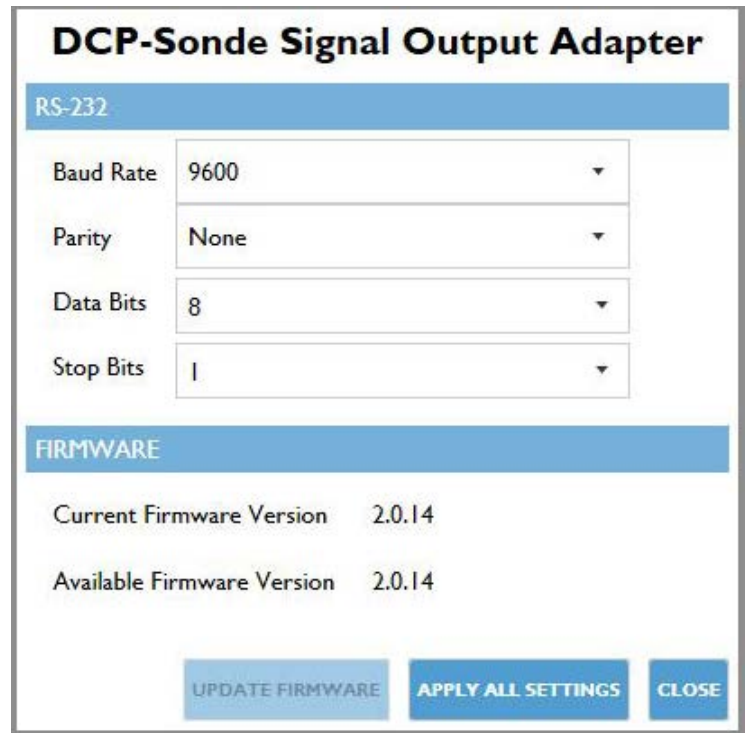 DCP-Sonde Signal Output Adapter
RS-232
Baud Rate 9600
Parity None
Data Bits 8
Stop Bits 1
FIRMWARE
Current Firmware Version 2.0.14
Available Firmware Version 2.0.14
UPDATE FIRMWARE APPLY ALL SETTINGS CLOSE